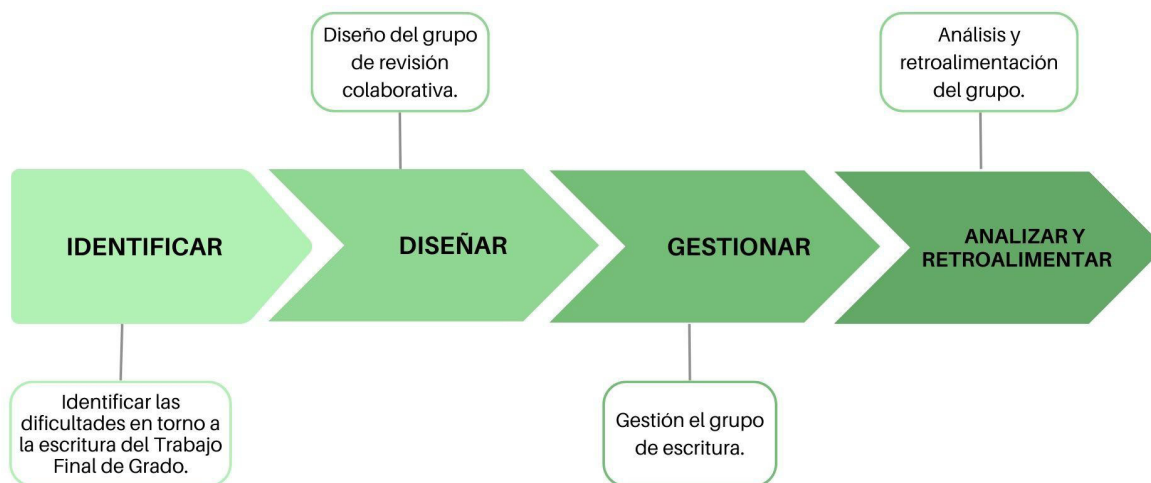 Diseño del grupo
de revisión
colaborativa.
Análisis y
retroalimentación
del grupo.
IDENTIFICAR
DISEÑAR
GESTIONAR
ANALIZAR Y
RETROALIMENTAR
Identificar las
dificultades en torno a
la escritura del Trabajo
Final de Grado.
Gestión el grupo
de escritura.